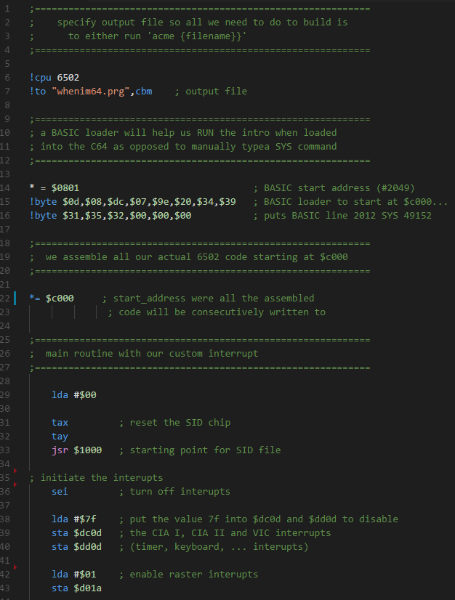 1 ;========================================================
2 ;    specify output file so all we need to do to build is
3 ;      to either run 'acme {filename}}'
4 ;========================================================
5
6 !cpu 6502
7 !to "whenim64.prg",cbm    ; output file
8
9 ;========================================================
10 ; a BASIC loader will help us RUN the intro when loaded
11 ; into the C64 as opposed to manually typea SYS command
12 ;========================================================
13
14 * = $0801                               ; BASIC start address (#2049)
15 !byte $0d,$08,$dc,$07,$9e,$20,$34,$39   ; BASIC loader to start at $c000...
16 !byte $31,$35,$32,$00,$00,$00           ; puts BASIC line 2012 SYS 49152
17
18 ;========================================================
19 ;  we assemble all our actual 6502 code starting at $c000
20 ;========================================================
21
22 *= $c000     ; start_address were all the assembled
23              ; code will be consecutively written to
24
25 ;========================================================
26 ;  main routine with our custom interrupt
27 ;========================================================
28
29    lda #$00
30
31    tax        ; reset the SID chip
32    tay
33    jsr $1000  ; starting point for SID file
34
35 ; initiate the interupts
36    sei        ; turn off interupts
37
38    lda #$7f   ; put the value 7f into $dc0d and $dd0d to disable
39    sta $dc0d  ; the CIA I, CIA II and VIC interrupts
40    sta $dd0d  ; (timer, keyboard, ... interupts)
41
42    lda #$01   ; enable raster interupts
43    sta $d01a